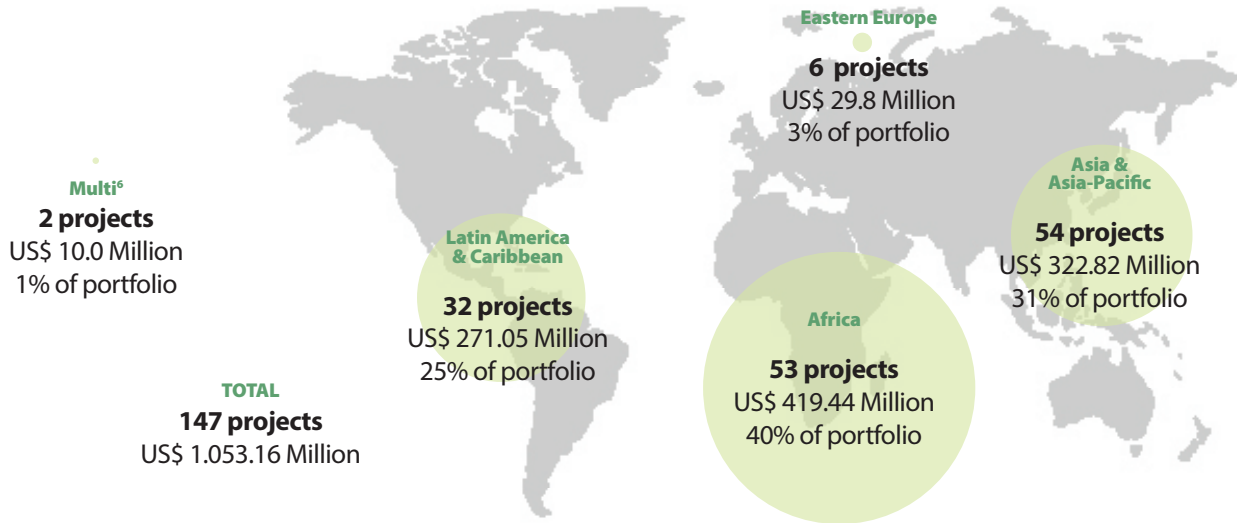 Eastern Europe
6 projects
US$ 29.8 Million
3% of portfolio
Multi⁶
2 projects
US$ 10.0 Million
1% of portfolio
Latin America
& Caribbean
32 projects
US$ 271.05 Million
25% of portfolio
Asia &
Asia-Pacific
54 projects
US$ 322.82 Million
31% of portfolio
Africa
53 projects
US$ 419.44 Million
40% of portfolio
TOTAL
147 projects
US$ 1.053.16 Million